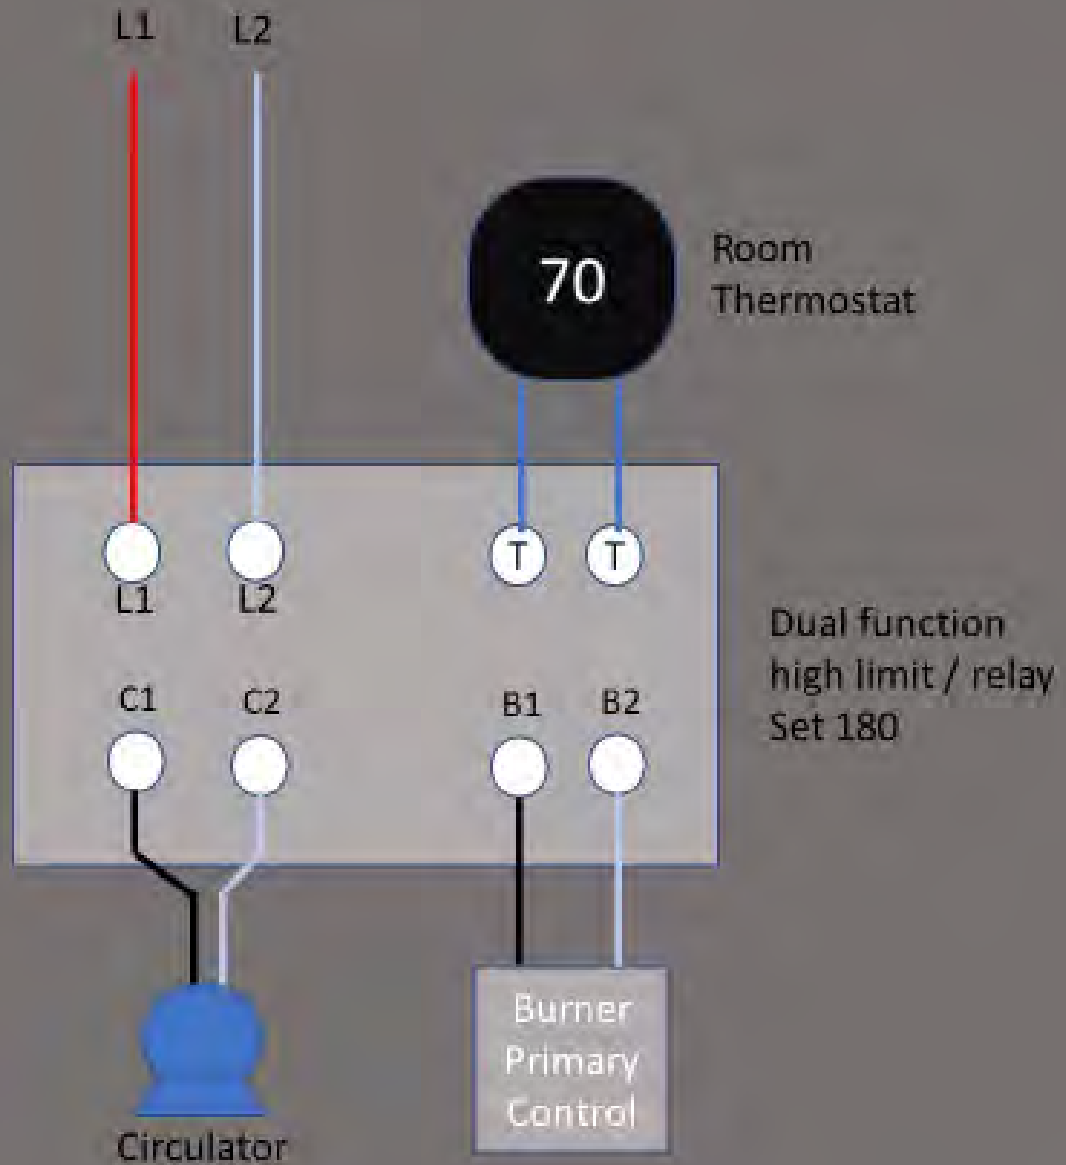 L1
L2
70
Room
Thermostat
T
T
L1
L2
Dual function
high limit / relay
Set 180
C1
C2
B1
B2
Burner
Primary
Control
Circulator